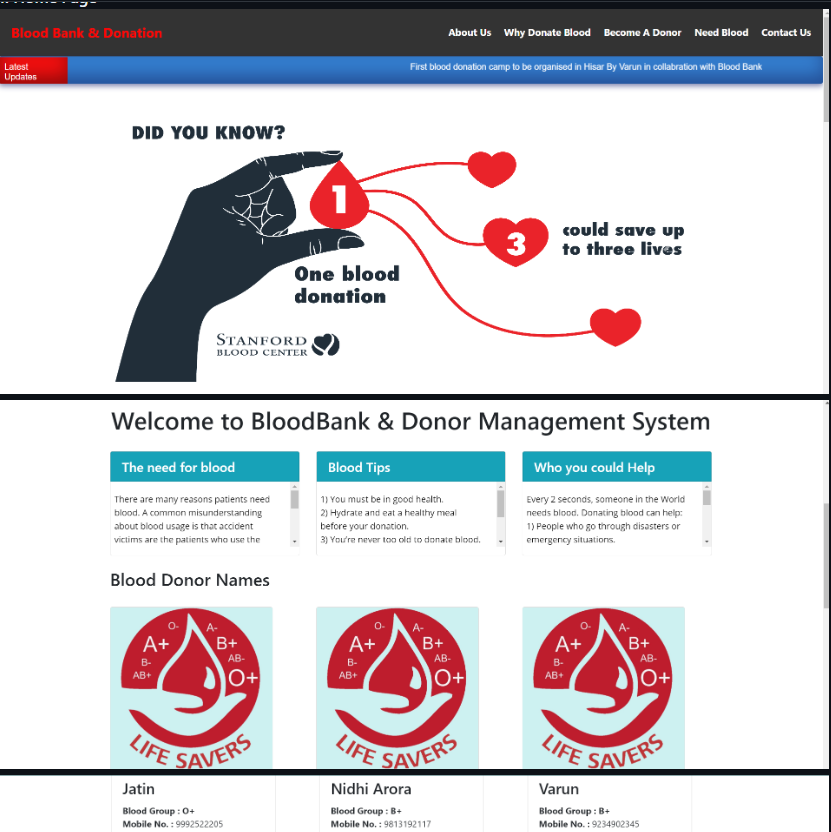 Home Page
Blood Bank & Donation
About Us Why Donate Blood Become A Donor Need Blood Contact Us
Latest
Updates
First blood donation camp to be organised in Hisar By Varun in collabration with Blood Bank
DID YOU KNOW?
1
3
could save up
to three lives
One blood
donation
STANFORD
BLOOD CENTER
Welcome to BloodBank & Donor Management System
The need for blood
There are many reasons patients need
blood. A common misunderstanding
about blood usage is that accident
victims are the patients who use the
Blood Tips
1) You must be in good health.
2) Hydrate and eat a healthy meal
before your donation.
3) You're never too old to donate blood.
Who you could Help
Every 2 seconds, someone in the World
needs blood. Donating blood can help:
1) People who go through disasters or
emergency situations.
Blood Donor Names
O- A-
A+ B+
B- AB-
AB+ O+
LIFE SAVERS
O- A-
A+ B+
B- AB-
AB+ O+
LIFE SAVERS
O- A-
A+ B+
B- AB-
AB+ O+
LIFE SAVERS
Jatin
Blood Group : O+
Mobile No. : 9992522205
Nidhi Arora
Blood Group : B+
Mobile No. : 9813192117
Varun
Blood Group : B+
Mobile No. : 9234902345